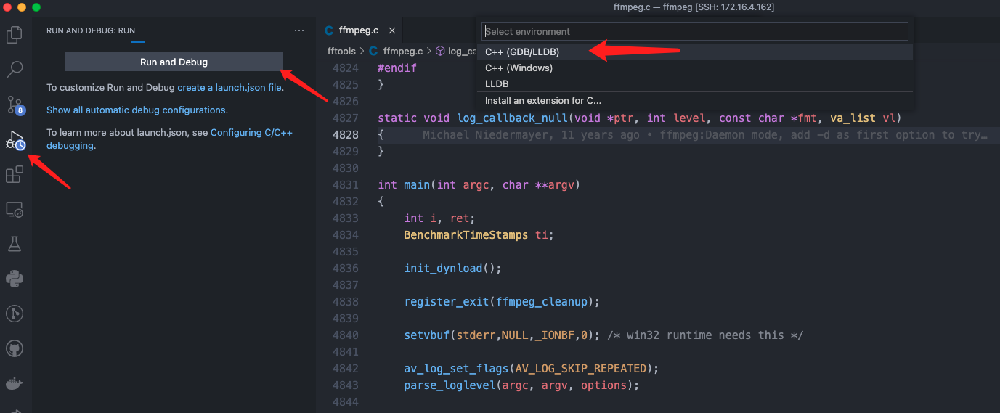 ffmpeg.c — ffmpeg [SSH: 172.16.4.162]
RUN AND DEBUG: RUN
Run and Debug
To customize Run and Debug create a launch.json file.
Show all automatic debug configurations.
To learn more about launch.json, see Configuring C/C++
debugging.
8
C ffmpeg.c
fftools > C ffmpeg.c > log_ca
Select environment
C++ (GDB/LLDB)
C++ (Windows)
LLDB
Install an extension for C...
4824 #endif
4825 }
4826
4827 static void log_callback_null(void *ptr, int level, const char *fmt, va_list vl)
4828 { Michael Niedermayer, 11 years ago • ffmpeg:Daemon mode, add -d as first option to try…
4829 }
4830
4831 int main(int argc, char **argv)
4832 {
4833 int i, ret;
4834 BenchmarkTimeStamps ti;
4835
4836 init_dynload();
4837
4838 register_exit(ffmpeg_cleanup);
4839
4840 setvbuf(stderr,NULL,_IONBF,0); /* win32 runtime needs this */
4841
4842 av_log_set_flags(AV_LOG_SKIP_REPEATED);
4843 parse_loglevel(argc, argv, options);
4844